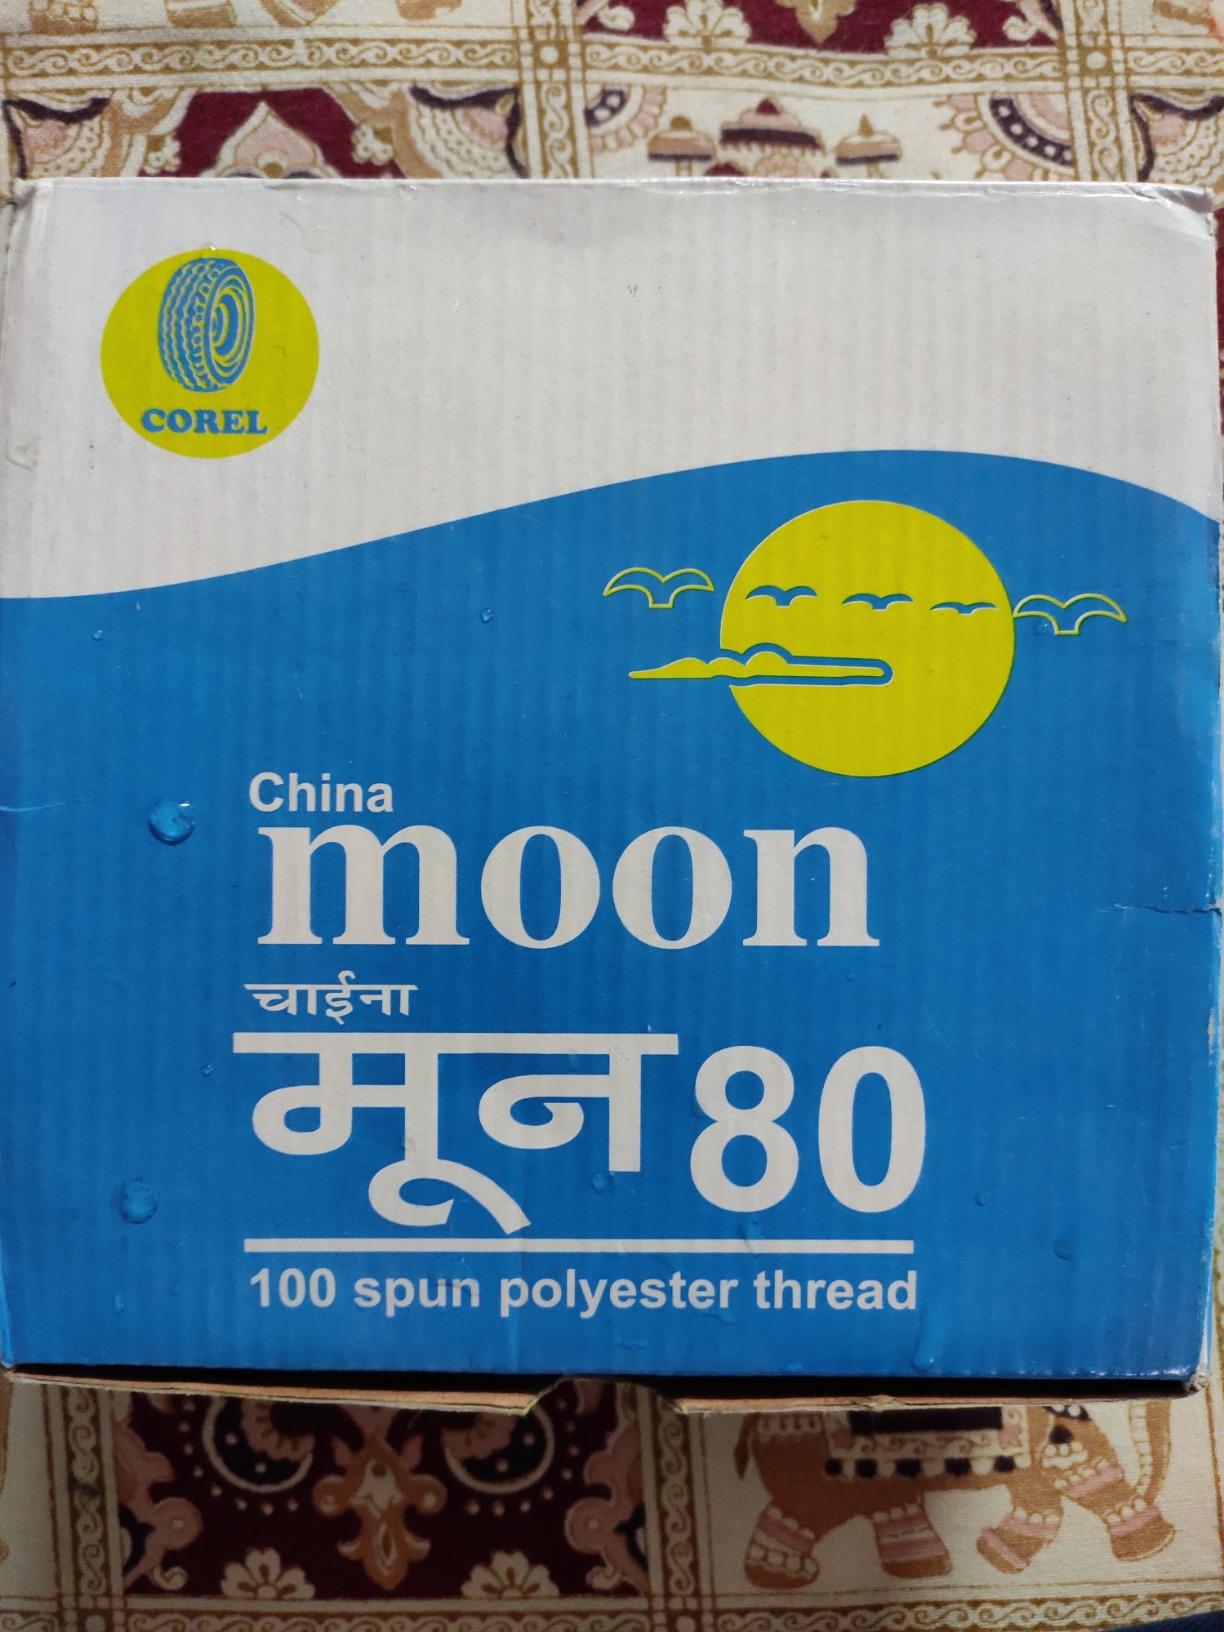 COREL
China
moon
चाईना
मून 80
100 spun polyester thread